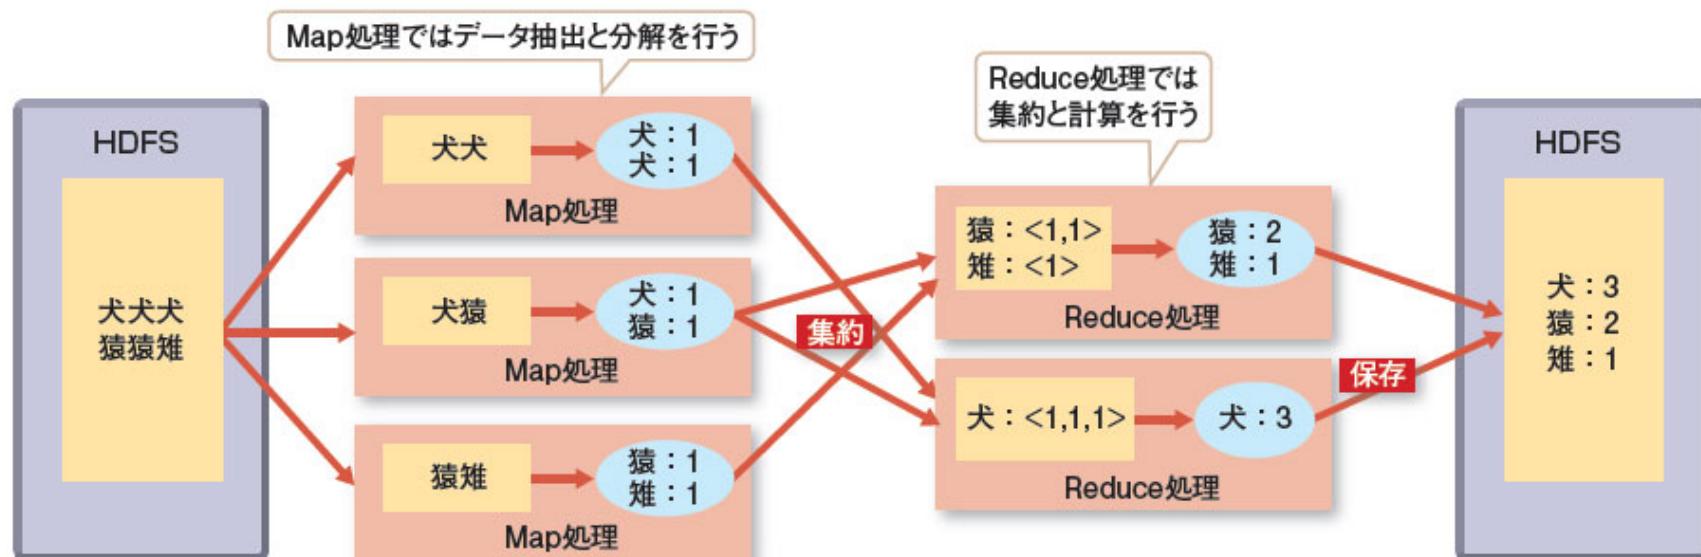 Map処理ではデータ抽出と分解を行う
HDFS
犬犬犬
猿猿雉
犬犬
犬：1
犬：1
Map処理
犬猿
犬：1
猿：1
Map処理
猿雉
猿：1
雉：1
Map処理
集約
Reduce処理では
集約と計算を行う
猿：<1,1>
雉：<1>
猿：2
雉：1
Reduce処理
犬：<1,1,1>
犬：3
Reduce処理
保存
HDFS
犬：3
猿：2
雉：1